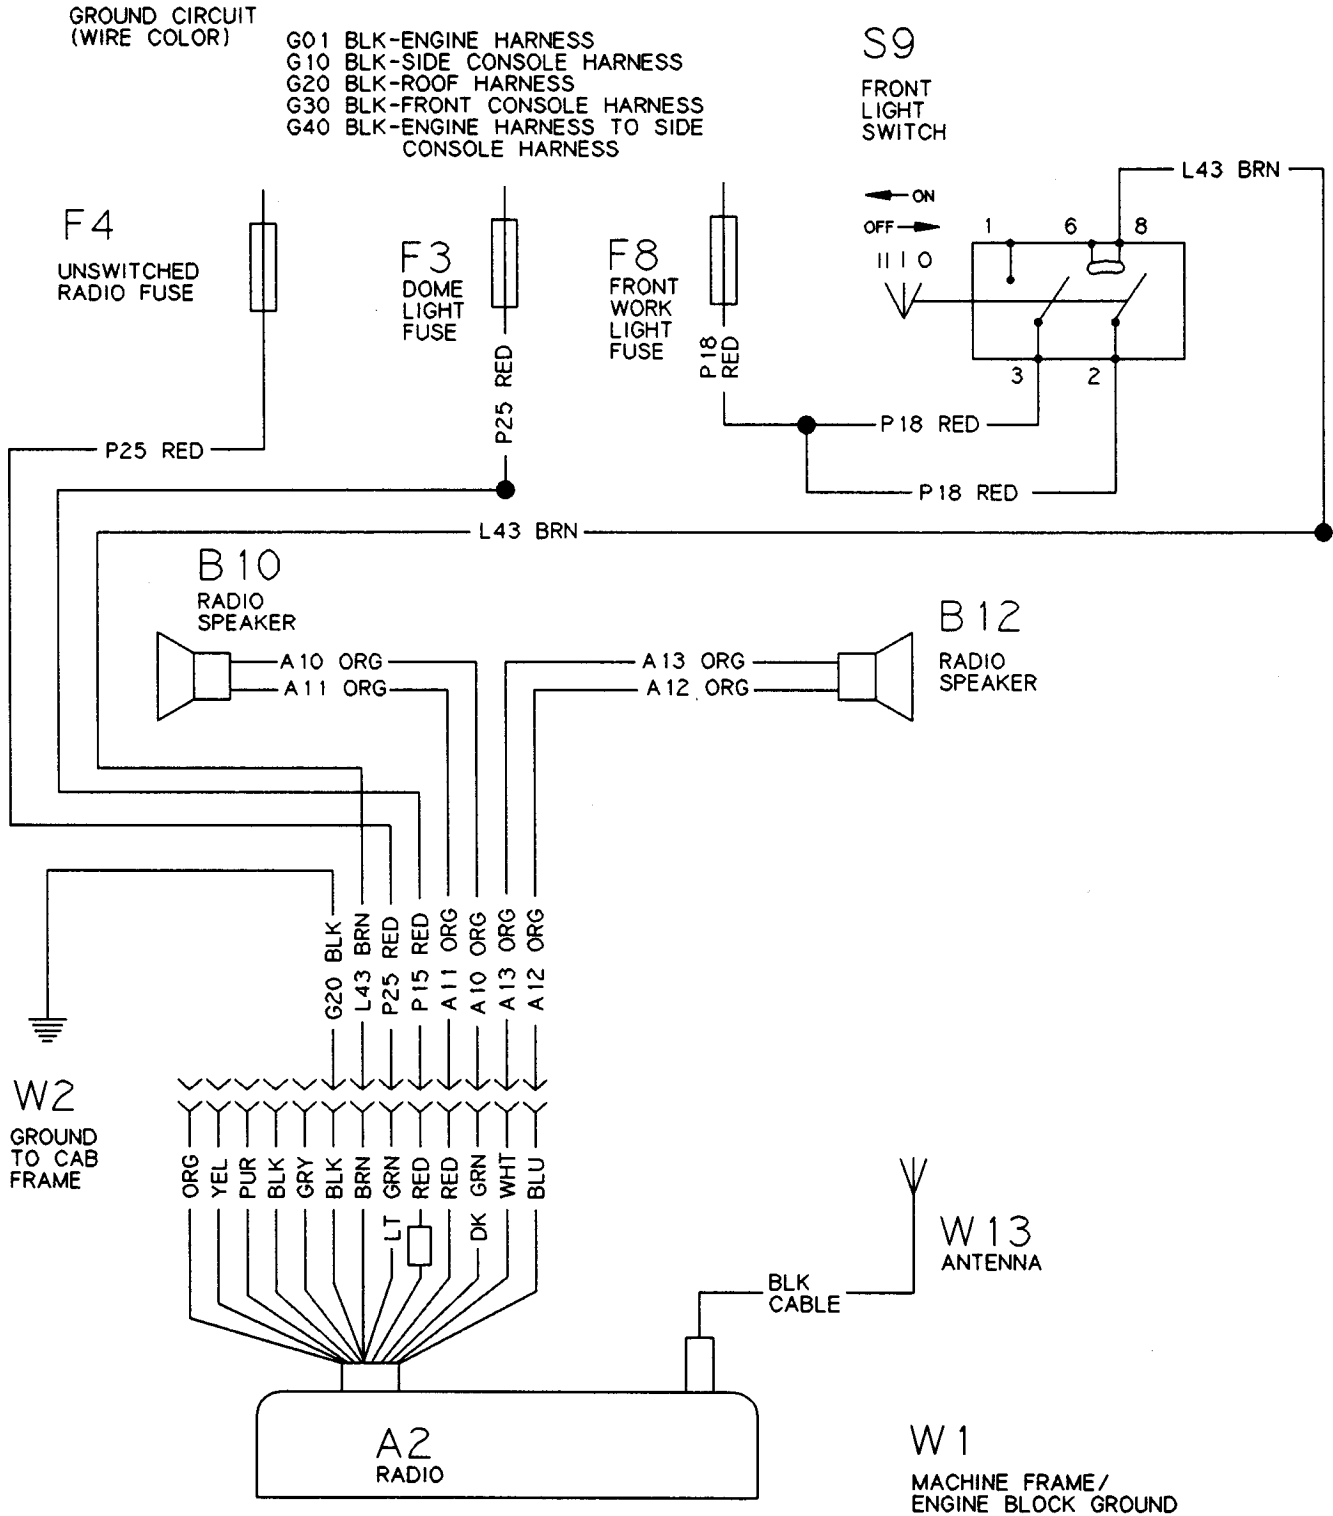 GROUND CIRCUIT
(WIRE COLOR)
G01 BLK-ENGINE HARNESS
G10 BLK-SIDE CONSOLE HARNESS
G20 BLK-ROOF HARNESS
G30 BLK-FRONT CONSOLE HARNESS
G40 BLK-ENGINE HARNESS TO SIDE
CONSOLE HARNESS
S9
FRONT
LIGHT
SWITCH
L43 BRN
ON
OFF
II I 0
1 6 8
3 2
F4
UNSWITCHED
RADIO FUSE
F3
DOME
LIGHT
FUSE
F8
FRONT
WORK
LIGHT
FUSE
P18
RED
P25 RED
P25 RED
P18 RED
P18 RED
L43 BRN
B10
RADIO
SPEAKER
A10 ORG
A11 ORG
A13 ORG
A12 ORG
B12
RADIO
SPEAKER
G20 BLK
L43 BRN
P25 RED
P15 RED
A11 ORG
A10 ORG
A13 ORG
A12 ORG
W2
GROUND
TO CAB
FRAME
ORG
YEL
PUR
BLK
GRY
BLK
BRN
LT GRN
RED
RED
DK GRN
WHT
BLU
W13
ANTENNA
BLK
CABLE
A2
RADIO
W1
MACHINE FRAME/
ENGINE BLOCK GROUND